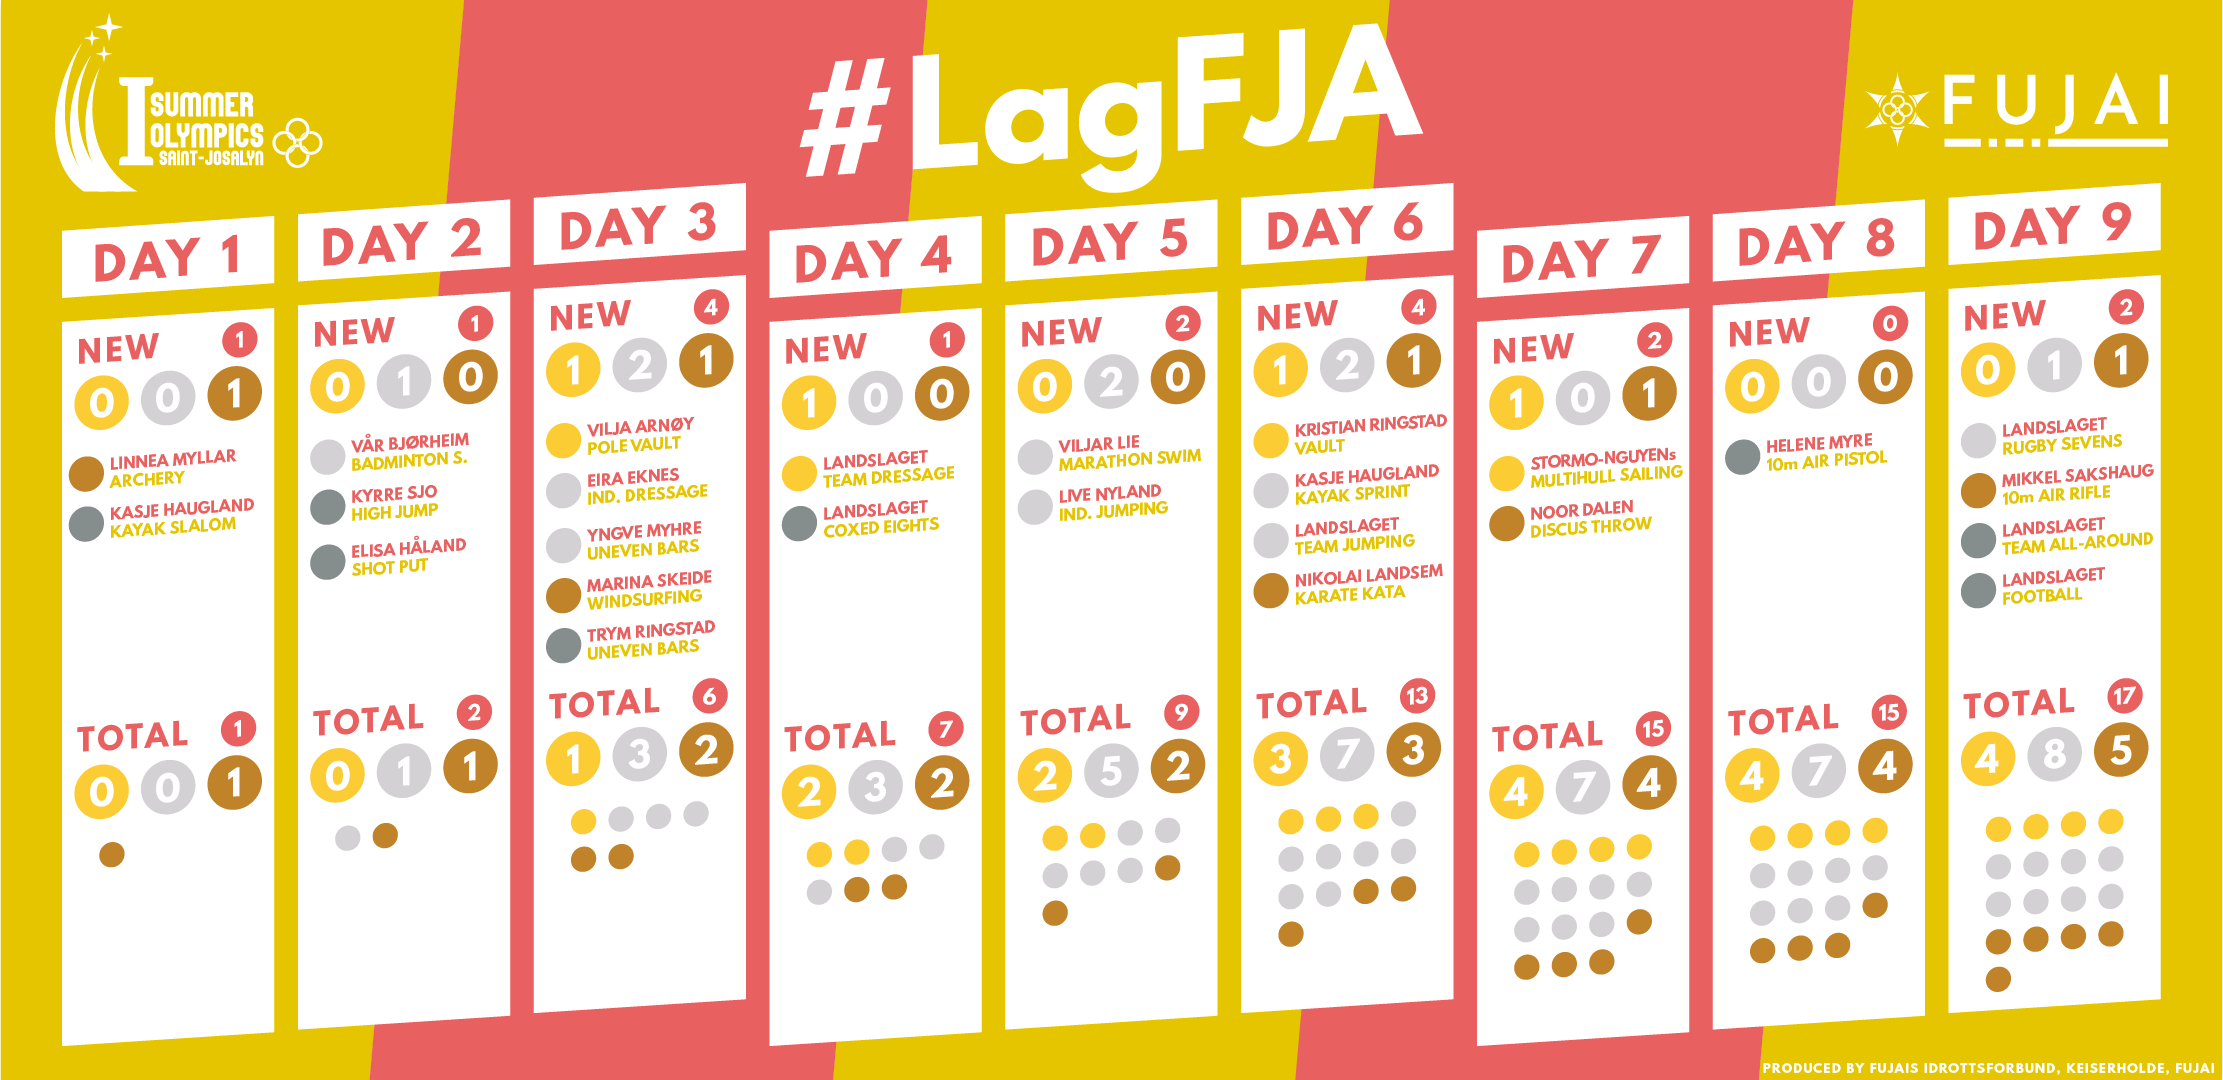 I SUMMER
OLYMPICS
SAINT-JOSALYN
#LagFJA
FUJAI
DAY 1
NEW 1
0 0 1
LINNEA MYLLAR
ARCHERY
KASJE HAUGLAND
KAYAK SLALOM
TOTAL 1
0 0 1
DAY 2
NEW 1
0 1 0
VÅR BJØRHEIM
BADMINTON S.
KYRRE SJO
HIGH JUMP
ELISA HÅLAND
SHOT PUT
TOTAL 2
0 1 1
DAY 3
NEW 4
1 2 1
VILJA ARNØY
POLE VAULT
EIRA EKNES
IND. DRESSAGE
YNGVE MYHRE
UNEVEN BARS
MARINA SKEIDE
WINDSURFING
TRYM RINGSTAD
UNEVEN BARS
TOTAL 6
1 3 2
DAY 4
NEW 1
1 0 0
LANDSLAGET
TEAM DRESSAGE
LANDSLAGET
COXED EIGHTS
TOTAL 7
2 3 2
DAY 5
NEW 2
0 2 0
VILJAR LIE
MARATHON SWIM
LIVE NYLAND
IND. JUMPING
TOTAL 9
2 5 2
DAY 6
NEW 4
1 2 1
KRISTIAN RINGSTAD
VAULT
KASJE HAUGLAND
KAYAK SPRINT
LANDSLAGET
TEAM JUMPING
NIKOLAI LANDSEM
KARATE KATA
TOTAL 13
3 7 3
DAY 7
NEW 2
1 0 1
STORMO-NGUYENs
MULTIHULL SAILING
NOOR DALEN
DISCUS THROW
TOTAL 15
4 7 4
DAY 8
NEW 0
0 0 0
HELENE MYRE
10m AIR PISTOL
TOTAL 15
4 7 4
DAY 9
NEW 2
0 1 1
LANDSLAGET
RUGBY SEVENS
MIKKEL SAKSHAUG
10m AIR RIFLE
LANDSLAGET
TEAM ALL-AROUND
LANDSLAGET
FOOTBALL
TOTAL 17
4 8 5
PRODUCED BY FUJAIS IDROTTSFORBUND, KEISERHOLDE, FUJAI